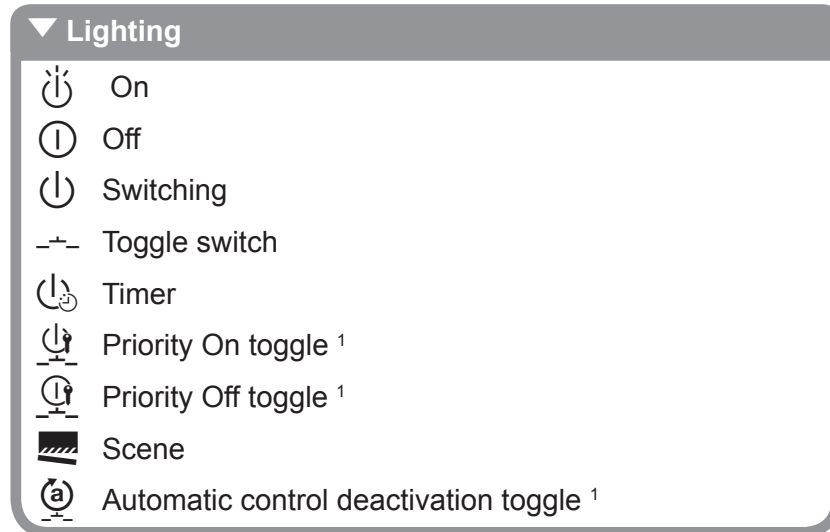 Lighting
On
Off
Switching
Toggle switch
Timer
Priority On toggle 1
Priority Off toggle 1
Scene
Automatic control deactivation toggle 1